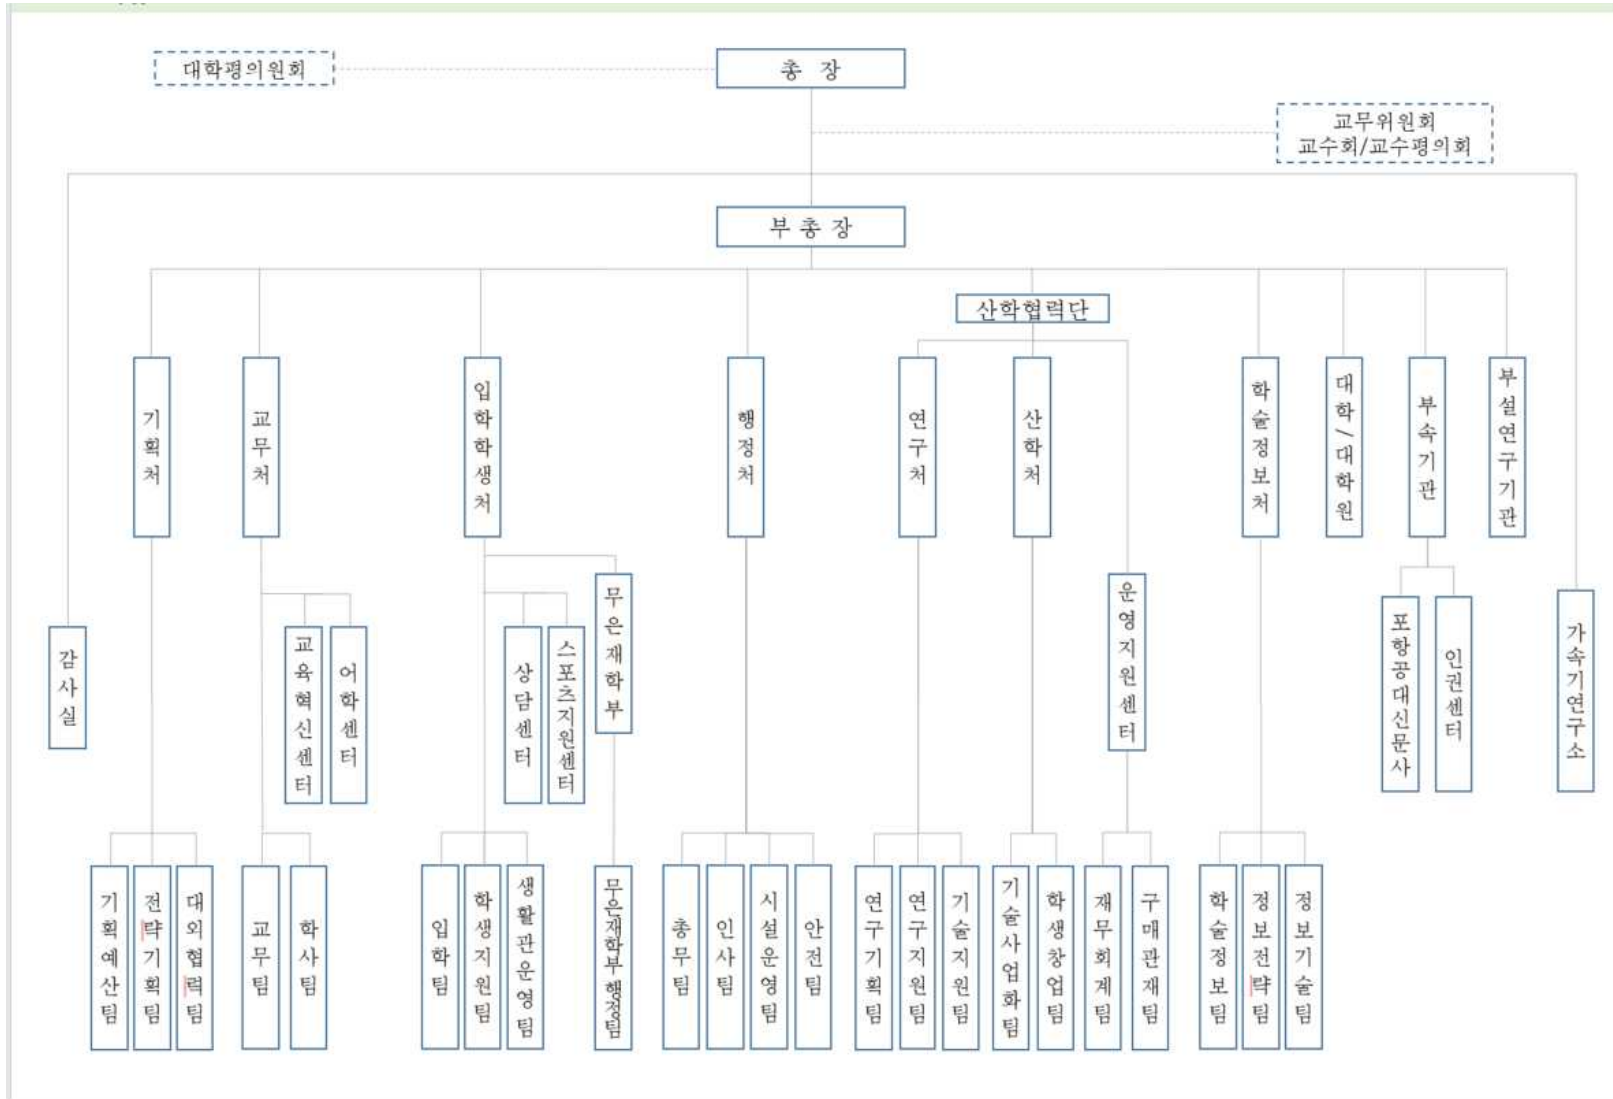 대학평의원회
총 장
교무위원회
교수회/교수평의회
부 총 장
산학협력단
기획처
교무처
입학학생처
행정처
연구처
산학처
학술정보처
대학/대학원
부속기관
부설연구기관
감사실
교육혁신센터
어학센터
상담센터
스포츠지원센터
무은재학부
운영지원센터
포항공대신문사
인권센터
가속기연구소
기획예산팀
전략기획팀
대외협력팀
교무팀
학사팀
입학팀
학생지원팀
생활관운영팀
무은재학부행정팀
총무팀
인사팀
시설운영팀
안전팀
연구기획팀
연구지원팀
기술지원팀
기술사업화팀
학생창업팀
재무회계팀
구매관재팀
학술정보팀
정보전략팀
정보기술팀